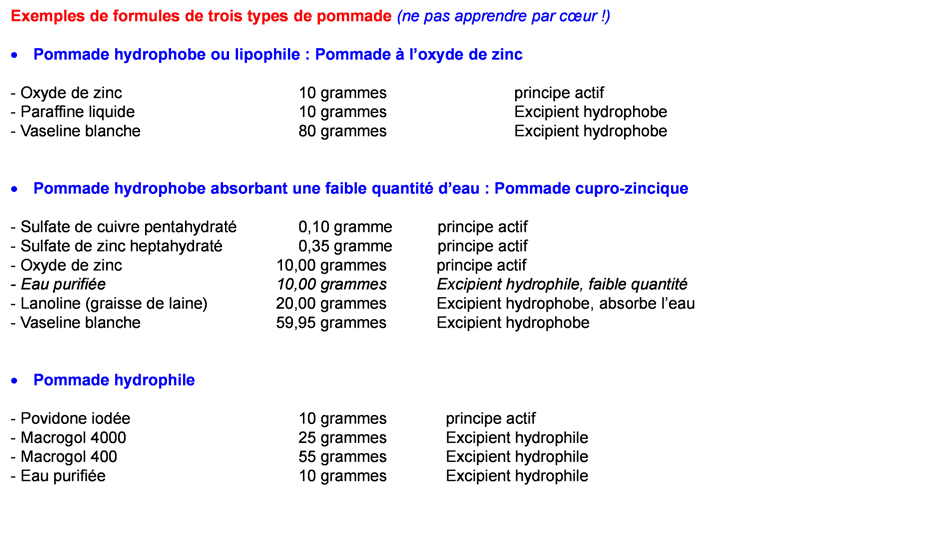 Exemples de formules de trois types de pommade (ne pas apprendre par cœur !)
• Pommade hydrophobe ou lipophile : Pommade à l’oxyde de zinc
- Oxyde de zinc 10 grammes principe actif
- Paraffine liquide 10 grammes Excipient hydrophobe
- Vaseline blanche 80 grammes Excipient hydrophobe
• Pommade hydrophobe absorbant une faible quantité d’eau : Pommade cupro-zincique
- Sulfate de cuivre pentahydraté 0,10 gramme principe actif
- Sulfate de zinc heptahydraté 0,35 gramme principe actif
- Oxyde de zinc 10,00 grammes principe actif
- Eau purifiée 10,00 grammes Excipient hydrophile, faible quantité
- Lanoline (graisse de laine) 20,00 grammes Excipient hydrophobe, absorbe l’eau
- Vaseline blanche 59,95 grammes Excipient hydrophobe
• Pommade hydrophile
- Povidone iodée 10 grammes principe actif
- Macrogol 4000 25 grammes Excipient hydrophile
- Macrogol 400 55 grammes Excipient hydrophile
- Eau purifiée 10 grammes Excipient hydrophile